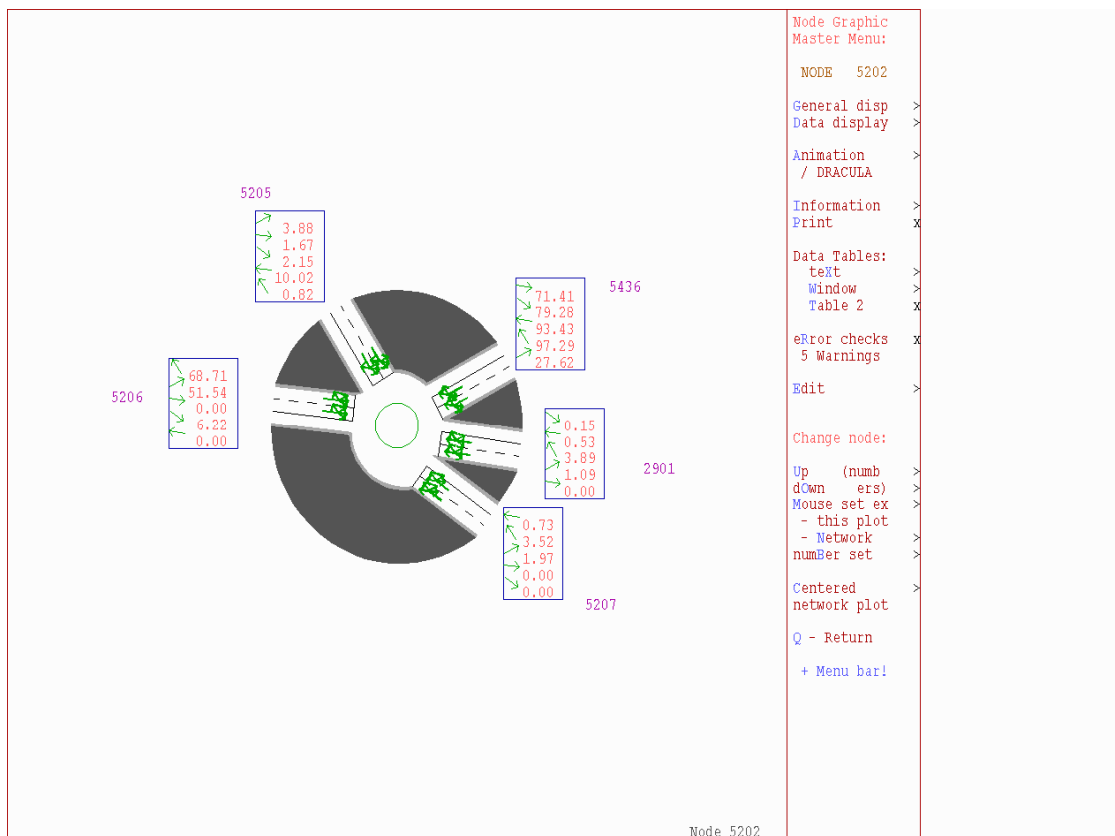 5205
3.88
1.67
2.15
10.02
0.82
5436
71.41
79.28
93.43
97.29
27.62
5206
68.71
51.54
0.00
6.22
0.00
2901
0.15
0.53
3.89
1.09
0.00
5207
0.73
3.52
1.97
0.00
0.00
Node 5202
Node Graphic
Master Menu:
NODE 5202
General disp >
Data display >
Animation >
/ DRACULA
Information >
Print x
Data Tables:
teXt >
Window >
Table 2 x
eRror checks x
5 Warnings
Edit >
Change node:
Up (numb >
dOwn ers) >
Mouse set ex >
- this plot
- Network >
numBer set >
Centered >
network plot
Q - Return
+ Menu bar!